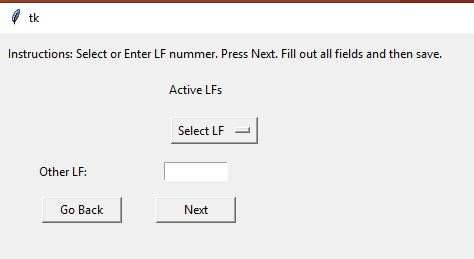 tk
Instructions: Select or Enter LF nummer. Press Next. Fill out all fields and then save.
Active LFs
Select LF
Other LF:
Go Back Next